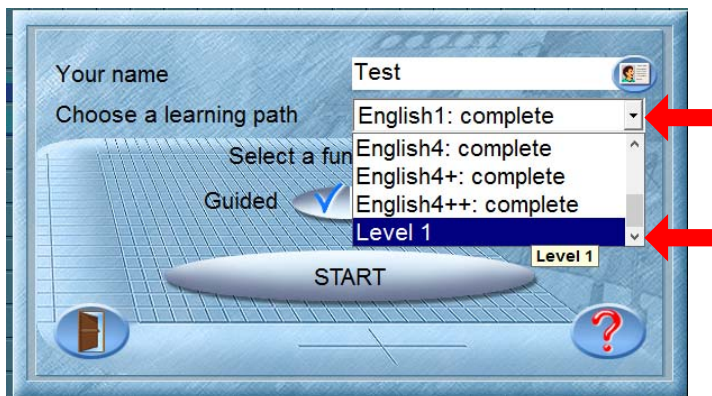 Your name Test
Choose a learning path English1: complete
Select a fun English4: complete
English4+: complete
Guided English4++: complete
Level 1
Level 1
START
?